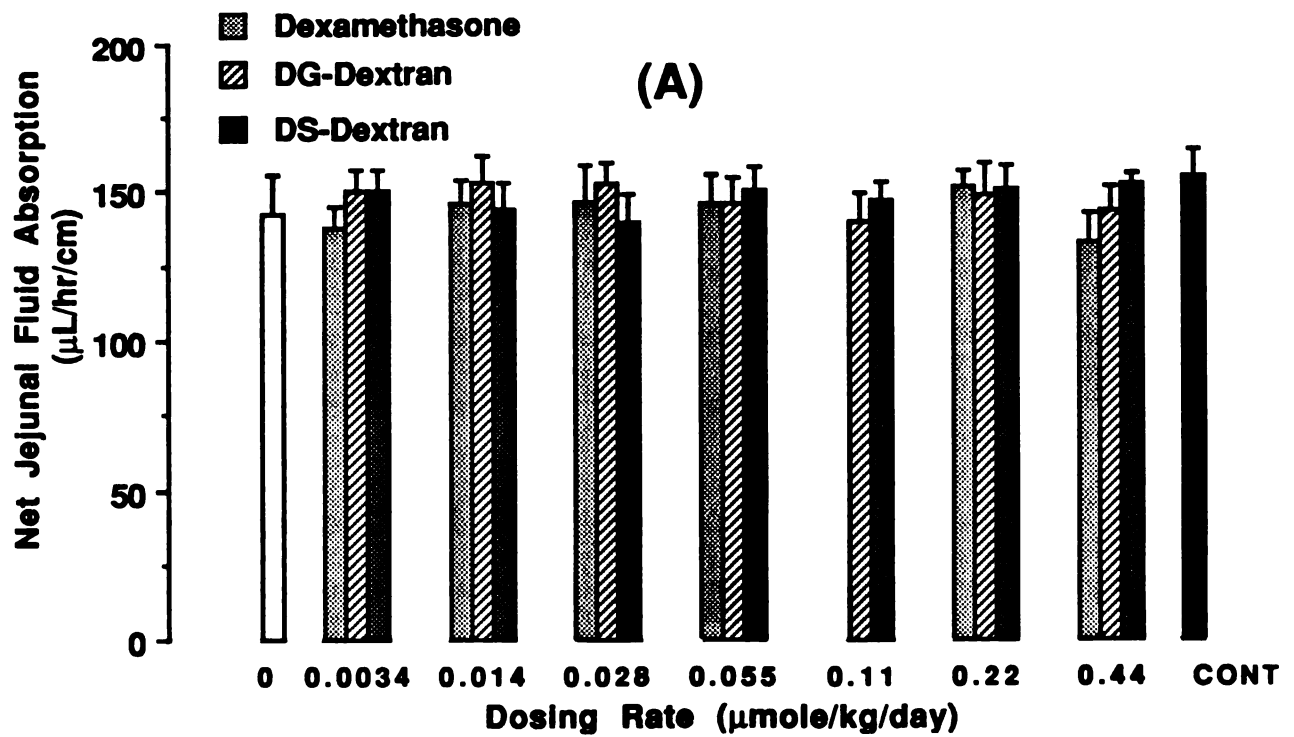 Dexamethasone
DG-Dextran
DS-Dextran
(A)
Net Jejunal Fluid Absorption
(μL/hr/cm)
200
150
100
50
0
0 0.0034 0.014 0.028 0.055 0.11 0.22 0.44 CONT
Dosing Rate (μmole/kg/day)